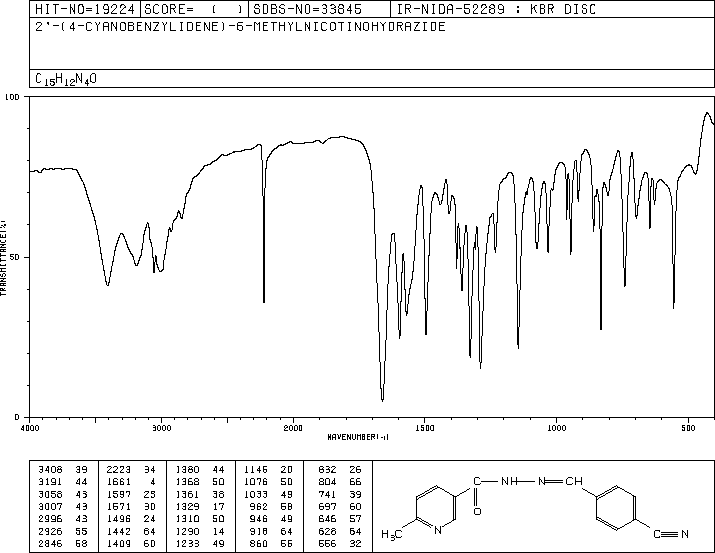 HIT-NO=19224 SCORE= ( ) SDBS-NO=33845 IR-NIDA-52289 : KBR DISC
2'-(4-CYANOBENZYLIDENE)-6-METHYLNICOTINOHYDRAZIDE
C15H12N4O
100
50
0
TRANSMITTANCE(%)
4000 3000 2000 1500 1000 500
WAVENUMBER(-1)
3408 39 2223 34 1380 44 1146 20 832 26
3191 44 1661 4 1368 50 1076 50 804 66
3058 43 1597 25 1361 38 1033 49 741 39
3007 43 1571 30 1329 17 962 58 697 60
2996 43 1496 24 1310 50 946 49 646 57
2926 55 1442 64 1290 14 918 64 628 64
2846 58 1409 60 1233 49 860 55 556 32
C NH N CH
O
H3C N
C N